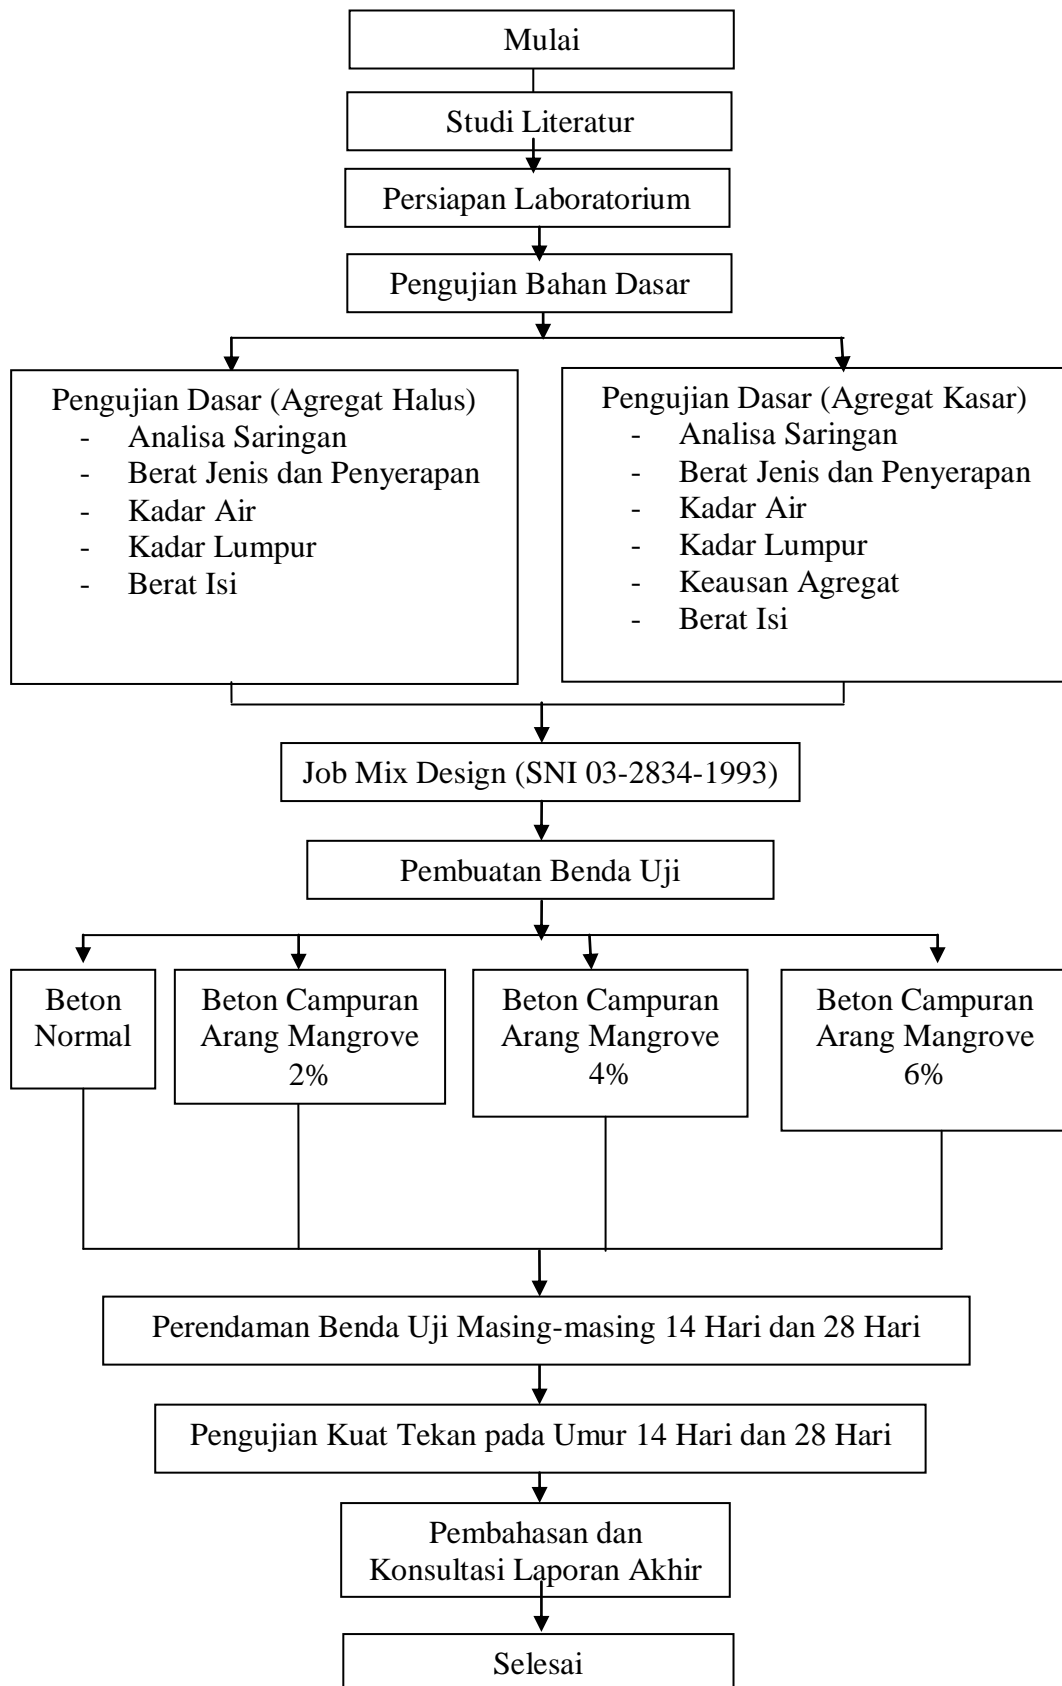 Mulai
Studi Literatur
Persiapan Laboratorium
Pengujian Bahan Dasar
Pengujian Dasar (Agregat Halus)
- Analisa Saringan
- Berat Jenis dan Penyerapan
- Kadar Air
- Kadar Lumpur
- Berat Isi
Pengujian Dasar (Agregat Kasar)
- Analisa Saringan
- Berat Jenis dan Penyerapan
- Kadar Air
- Kadar Lumpur
- Keausan Agregat
- Berat Isi
Job Mix Design (SNI 03-2834-1993)
Pembuatan Benda Uji
Beton
Normal
Beton Campuran
Arang Mangrove
2%
Beton Campuran
Arang Mangrove
4%
Beton Campuran
Arang Mangrove
6%
Perendaman Benda Uji Masing-masing 14 Hari dan 28 Hari
Pengujian Kuat Tekan pada Umur 14 Hari dan 28 Hari
Pembahasan dan
Konsultasi Laporan Akhir
Selesai